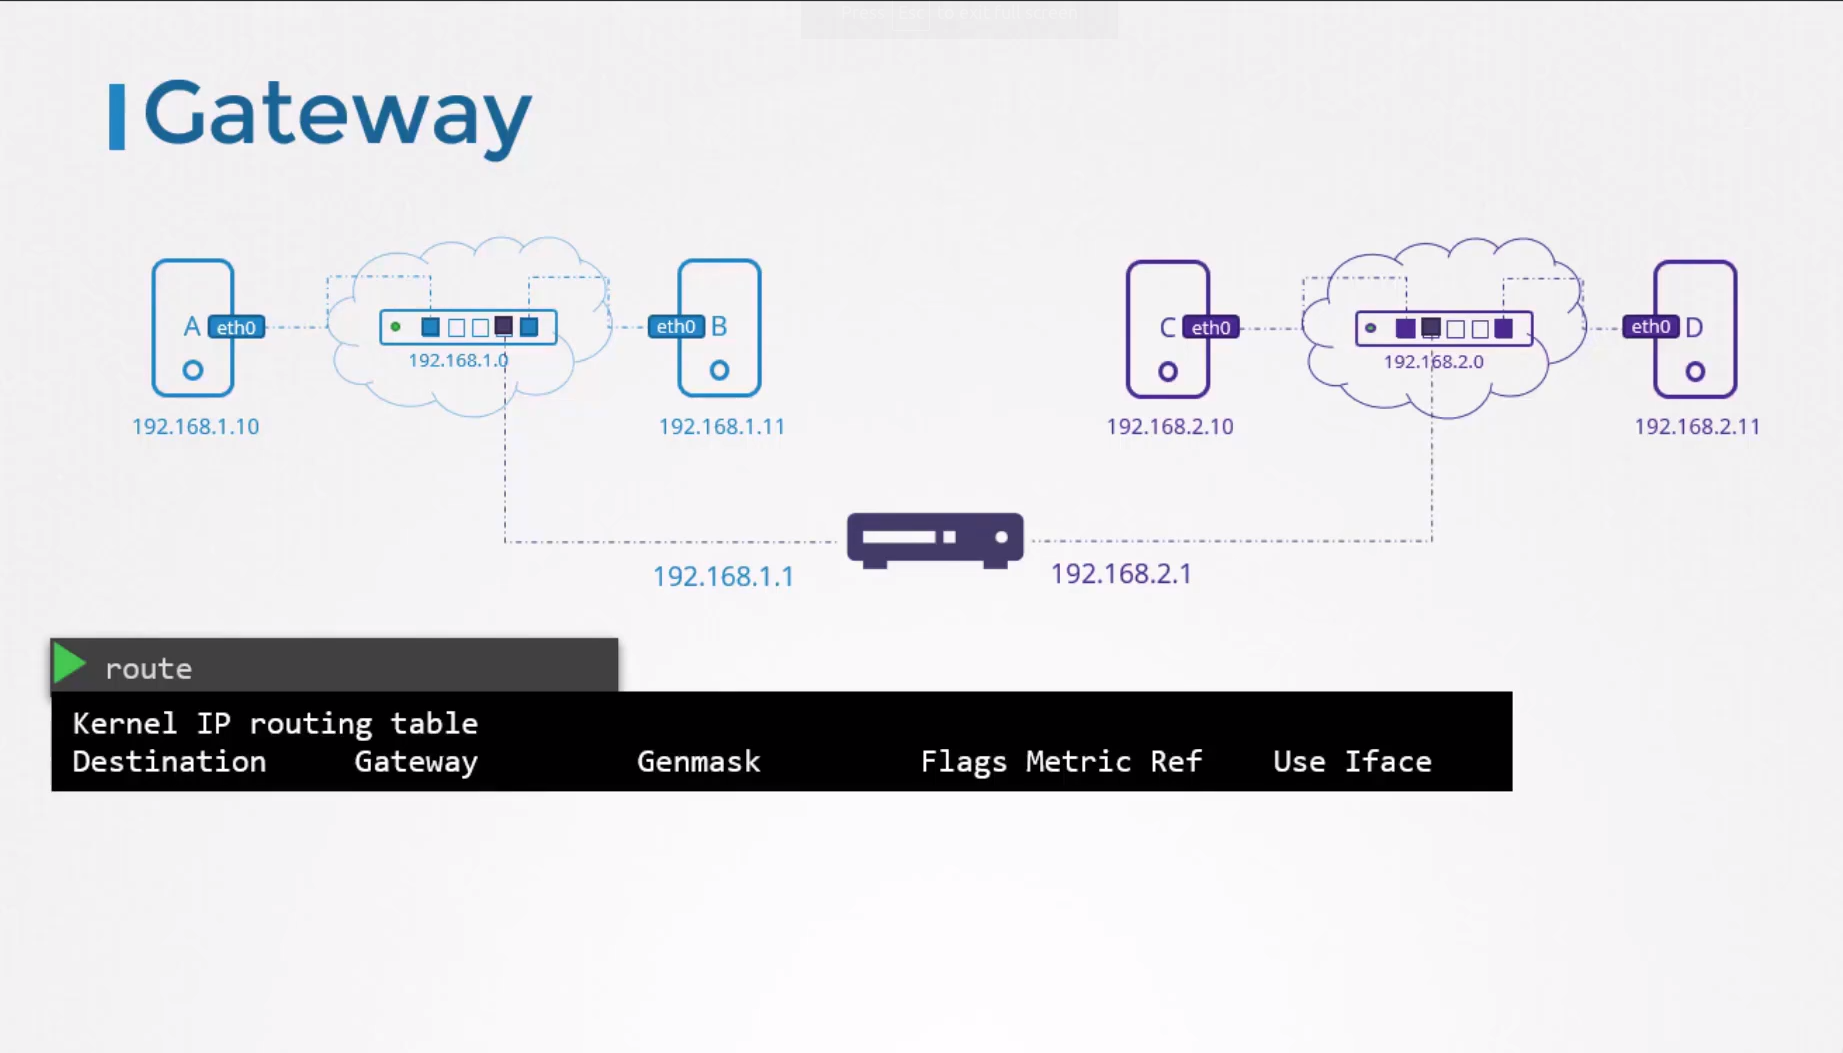 Press Esc to exit full screen
Gateway
A eth0
192.168.1.0
eth0 B
C eth0
192.168.2.0
eth0 D
192.168.1.10
192.168.1.11
192.168.2.10
192.168.2.11
192.168.1.1
192.168.2.1
route
Kernel IP routing table
Destination Gateway Genmask Flags Metric Ref Use Iface